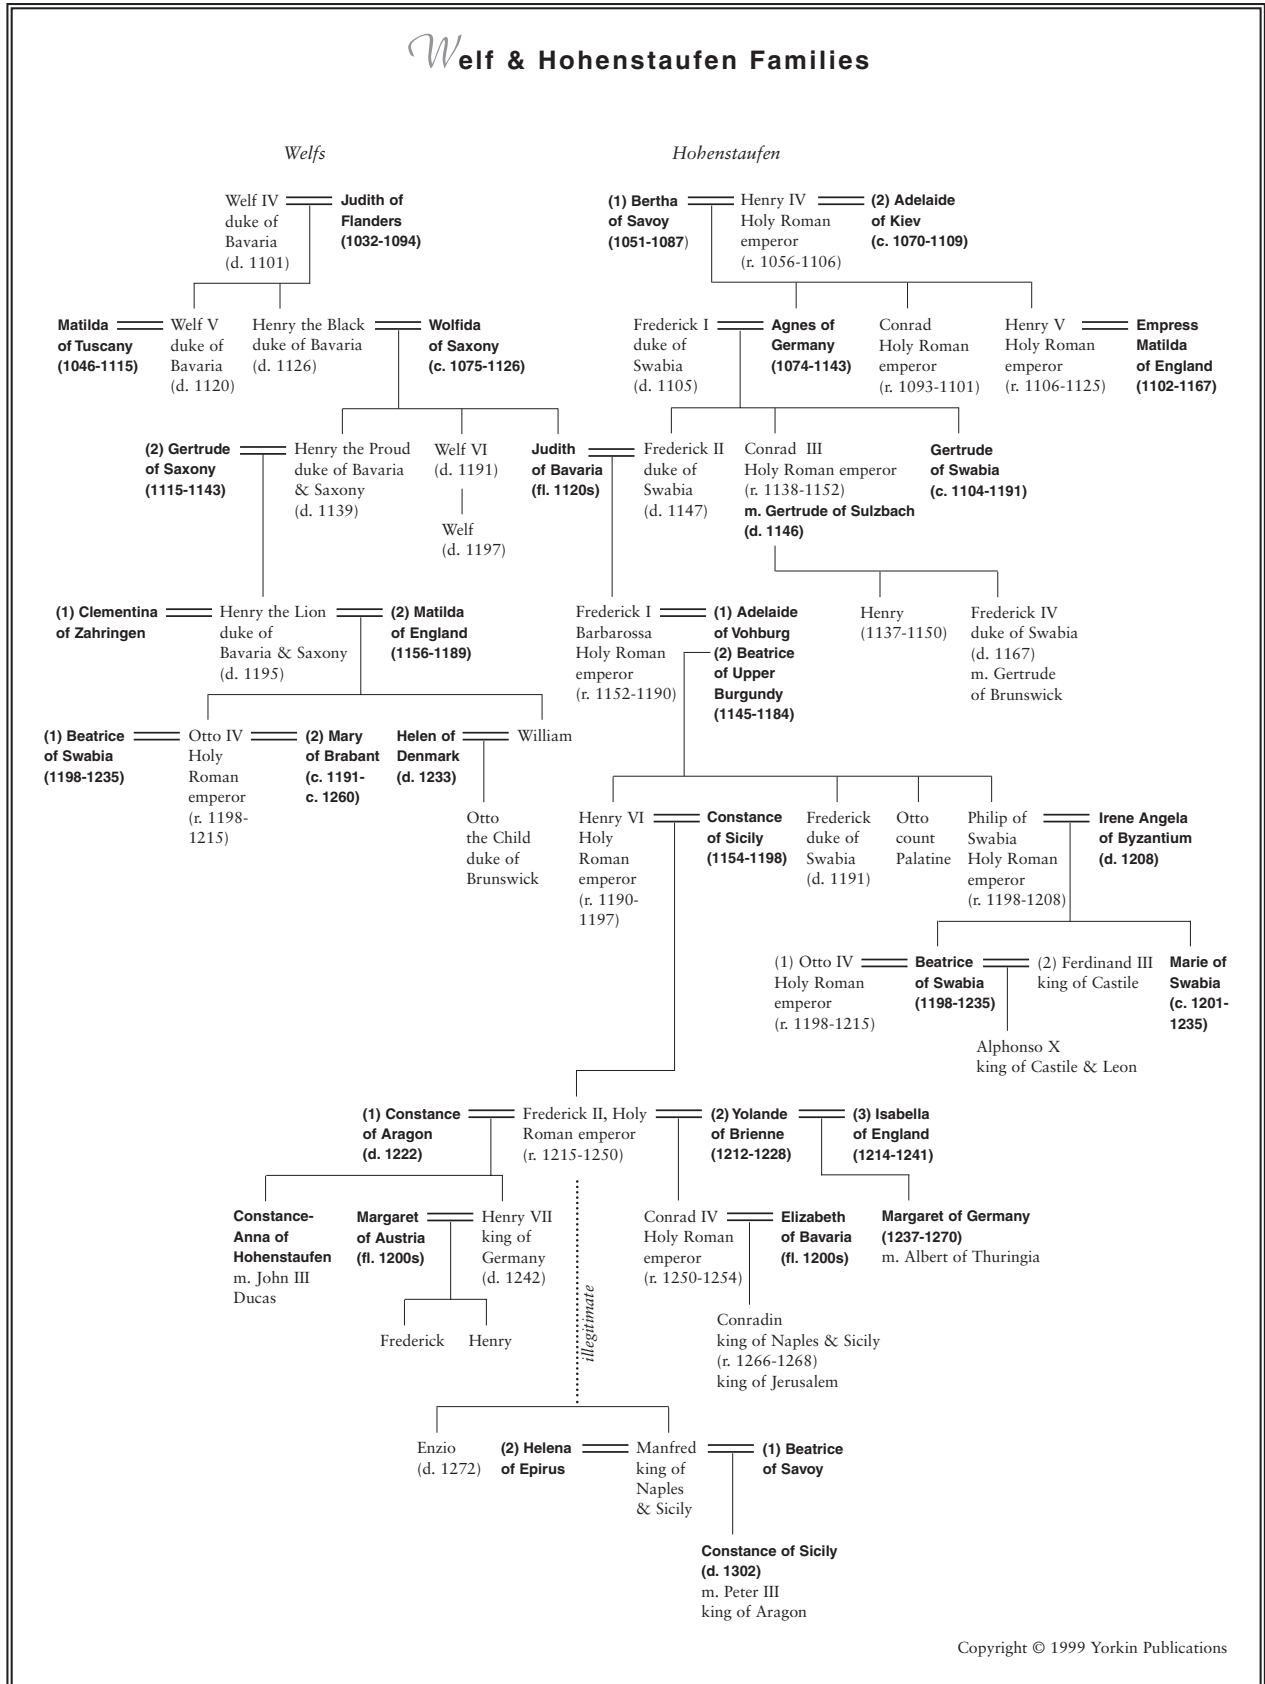 Welf & Hohenstaufen Families
Welfs
Hohenstaufen
Welf IV
duke of
Bavaria
(d. 1101)
Judith of
Flanders
(1032-1094)
(1) Bertha
of Savoy
(1051-1087)
Henry IV
Holy Roman
emperor
(r. 1056-1106)
(2) Adelaide
of Kiev
(c. 1070-1109)
Matilda
of Tuscany
(1046-1115)
Welf V
duke of
Bavaria
(d. 1120)
Henry the Black
duke of Bavaria
(d. 1126)
Wolfida
of Saxony
(c. 1075-1126)
Frederick I
duke of
Swabia
(d. 1105)
Agnes of
Germany
(1074-1143)
Conrad
Holy Roman
emperor
(r. 1093-1101)
Henry V
Holy Roman
emperor
(r. 1106-1125)
Empress
Matilda
of England
(1102-1167)
(2) Gertrude
of Saxony
(1115-1143)
Henry the Proud
duke of Bavaria
& Saxony
(d. 1139)
Welf VI
(d. 1191)
Welf
(d. 1197)
Judith
of Bavaria
(fl. 1120s)
Frederick II
duke of
Swabia
(d. 1147)
Conrad III
Holy Roman emperor
(r. 1138-1152)
m. Gertrude of Sulzbach
(d. 1146)
Gertrude
of Swabia
(c. 1104-1191)
(1) Clementina
of Zahringen
Henry the Lion
duke of
Bavaria & Saxony
(d. 1195)
(2) Matilda
of England
(1156-1189)
Frederick I
Barbarossa
Holy Roman
emperor
(r. 1152-1190)
(1) Adelaide
of Vohburg
(2) Beatrice
of Upper
Burgundy
(1145-1184)
Henry
(1137-1150)
Frederick IV
duke of Swabia
(d. 1167)
m. Gertrude
of Brunswick
(1) Beatrice
of Swabia
(1198-1235)
Otto IV
Holy
Roman
emperor
(r. 1198-
1215)
(2) Mary
of Brabant
(c. 1191-
c. 1260)
Helen of
Denmark
(d. 1233)
William
Otto
the Child
duke of
Brunswick
Henry VI
Holy
Roman
emperor
(r. 1190-
1197)
Constance
of Sicily
(1154-1198)
Frederick
duke of
Swabia
(d. 1191)
Otto
count
Palatine
Philip of
Swabia
Holy Roman
emperor
(r. 1198-1208)
Irene Angela
of Byzantium
(d. 1208)
(1) Otto IV
Holy Roman
emperor
(r. 1198-1215)
Beatrice
of Swabia
(1198-1235)
(2) Ferdinand III
king of Castile
Marie of
Swabia
(c. 1201-
1235)
Alphonso X
king of Castile & Leon
(1) Constance
of Aragon
(d. 1222)
Frederick II, Holy
Roman emperor
(r. 1215-1250)
(2) Yolande
of Brienne
(1212-1228)
(3) Isabella
of England
(1214-1241)
Constance-
Anna of
Hohenstaufen
m. John III
Ducas
Margaret
of Austria
(fl. 1200s)
Henry VII
king of
Germany
(d. 1242)
Conrad IV
Holy Roman
emperor
(r. 1250-1254)
Elizabeth
of Bavaria
(fl. 1200s)
Margaret of Germany
(1237-1270)
m. Albert of Thuringia
Frederick
Henry
illegitimate
Conradin
king of Naples & Sicily
(r. 1266-1268)
king of Jerusalem
Enzio
(d. 1272)
(2) Helena
of Epirus
Manfred
king of
Naples
& Sicily
(1) Beatrice
of Savoy
Constance of Sicily
(d. 1302)
m. Peter III
king of Aragon
Copyright © 1999 Yorkin Publications